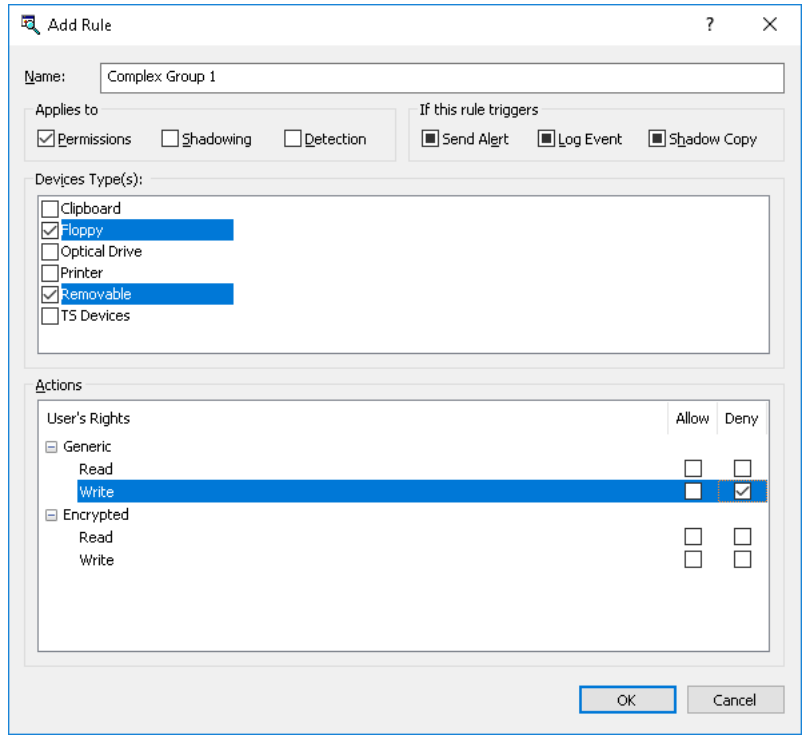 Add Rule
Name: Complex Group 1
Applies to
Permissions Shadowing Detection
If this rule triggers
Send Alert Log Event Shadow Copy
Devices Type(s):
Clipboard
Floppy
Optical Drive
Printer
Removable
TS Devices
Actions
User's Rights Allow Deny
Generic
Read
Write
Encrypted
Read
Write
OK Cancel